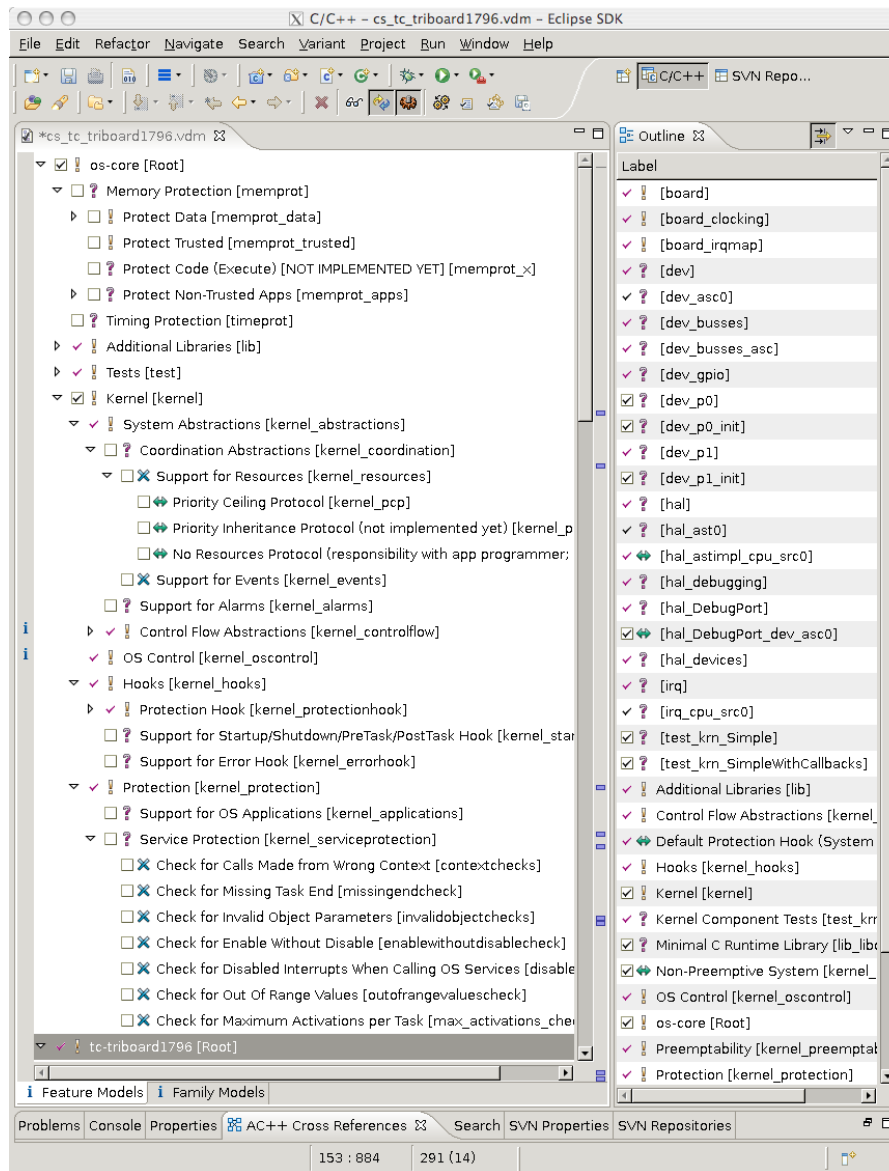 C/C++ – cs_tc_triboard1796.vdm – Eclipse SDK
File Edit Refactor Navigate Search Variant Project Run Window Help
C/C++ SVN Repo...
*cs_tc_triboard1796.vdm
os-core [Root]
Memory Protection [memprot]
Protect Data [memprot_data]
Protect Trusted [memprot_trusted]
Protect Code (Execute) [NOT IMPLEMENTED YET] [memprot_x]
Protect Non-Trusted Apps [memprot_apps]
Timing Protection [timeprot]
Additional Libraries [lib]
Tests [test]
Kernel [kernel]
System Abstractions [kernel_abstractions]
Coordination Abstractions [kernel_coordination]
Support for Resources [kernel_resources]
Priority Ceiling Protocol [kernel_pcp]
Priority Inheritance Protocol (not implemented yet) [kernel_p
No Resources Protocol (responsibility with app programmer;
Support for Events [kernel_events]
Support for Alarms [kernel_alarms]
Control Flow Abstractions [kernel_controlflow]
OS Control [kernel_oscontrol]
Hooks [kernel_hooks]
Protection Hook [kernel_protectionhook]
Support for Startup/Shutdown/PreTask/PostTask Hook [kernel_star
Support for Error Hook [kernel_errorhook]
Protection [kernel_protection]
Support for OS Applications [kernel_applications]
Service Protection [kernel_serviceprotection]
Check for Calls Made from Wrong Context [contextchecks]
Check for Missing Task End [missingendcheck]
Check for Invalid Object Parameters [invalidobjectchecks]
Check for Enable Without Disable [enablewithoutdisablecheck]
Check for Disabled Interrupts When Calling OS Services [disable
Check for Out Of Range Values [outofrangevaluescheck]
Check for Maximum Activations per Task [max_activations_che
tc-triboard1796 [Root]
Feature Models Family Models
Outline
Label
[board]
[board_clocking]
[board_irqmap]
[dev]
[dev_asc0]
[dev_busses]
[dev_busses_asc]
[dev_gpio]
[dev_p0]
[dev_p0_init]
[dev_p1]
[dev_p1_init]
[hal]
[hal_ast0]
[hal_astimpl_cpu_src0]
[hal_debugging]
[hal_DebugPort]
[hal_DebugPort_dev_asc0]
[hal_devices]
[irq]
[irq_cpu_src0]
[test_krn_Simple]
[test_krn_SimpleWithCallbacks]
Additional Libraries [lib]
Control Flow Abstractions [kernel_
Default Protection Hook (System
Hooks [kernel_hooks]
Kernel [kernel]
Kernel Component Tests [test_kr
Minimal C Runtime Library [lib_lib
Non-Preemptive System [kernel_
OS Control [kernel_oscontrol]
os-core [Root]
Preemptability [kernel_preemptal
Protection [kernel_protection]
Problems Console Properties AC++ Cross References Search SVN Properties SVN Repositories
153 : 884 291 (14)